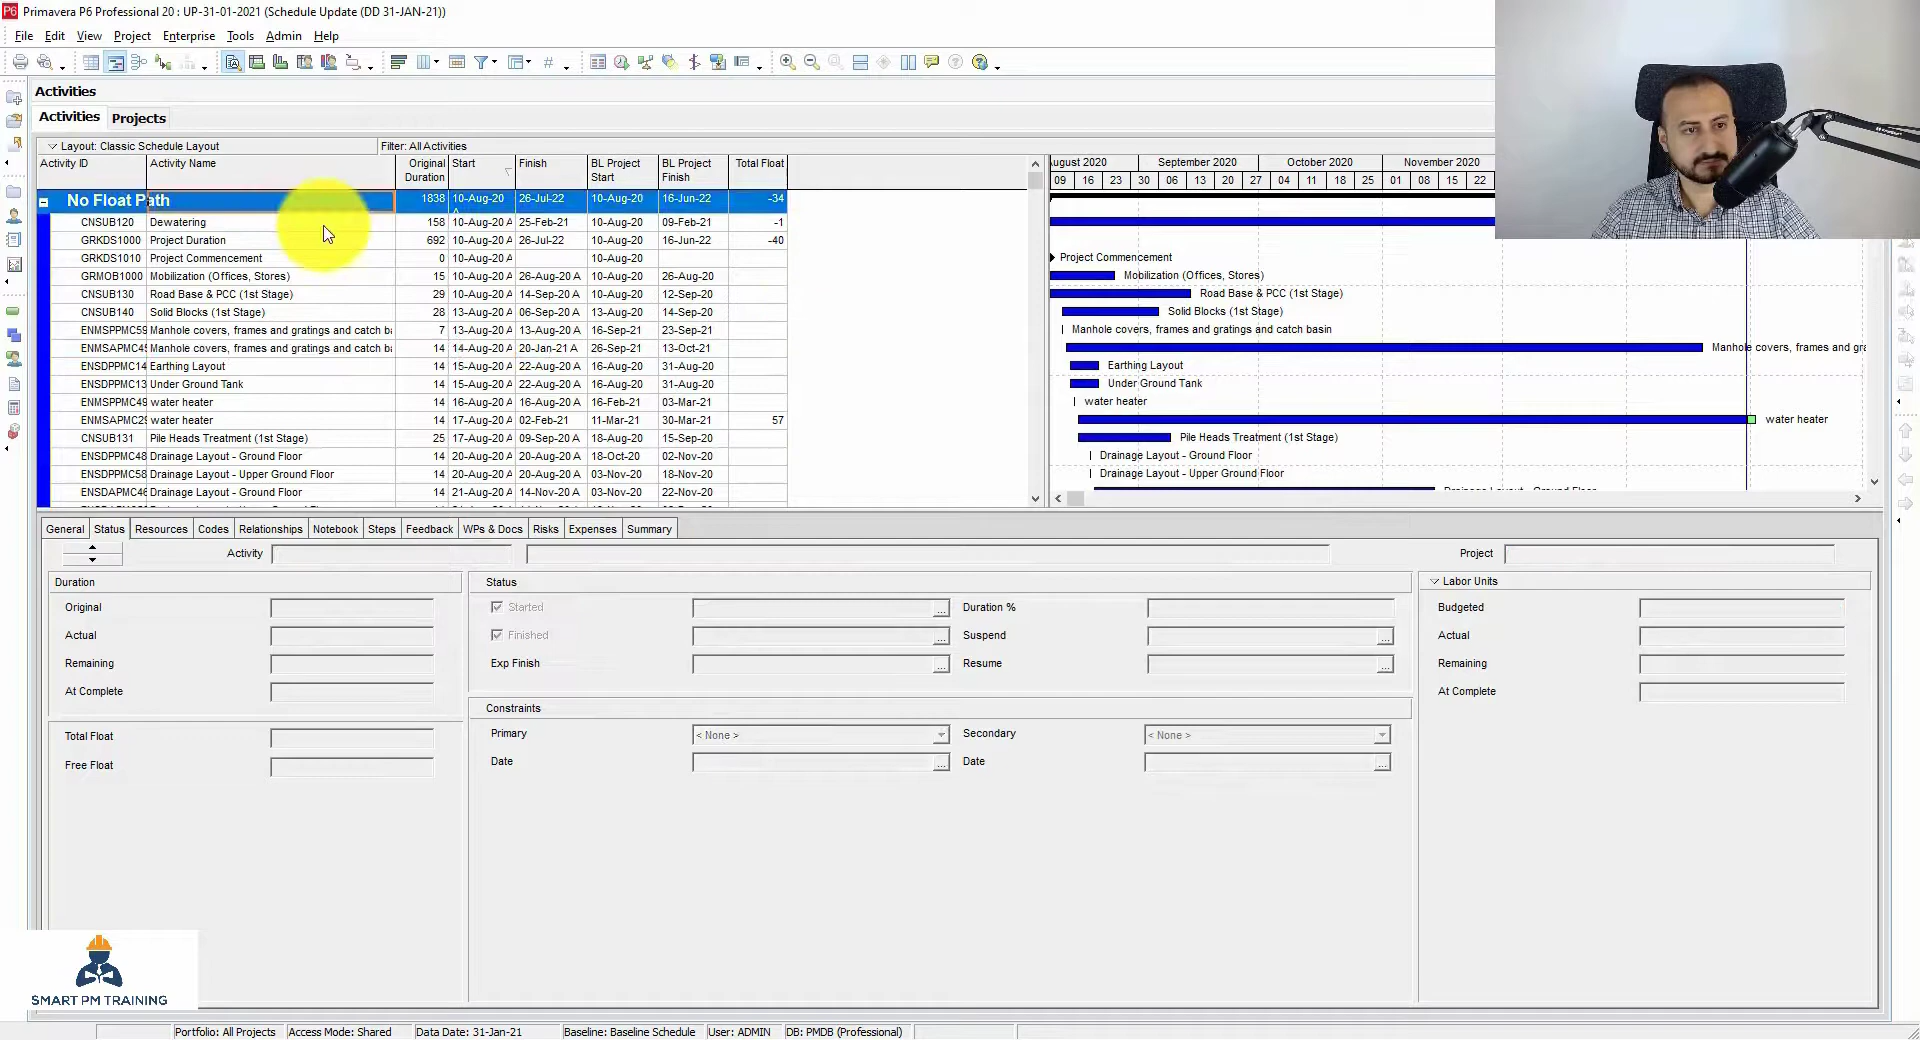 Primavera P6 Professional 20 : UP-31-01-2021 (Schedule Update (DD 31-JAN-21))
File Edit View Project Enterprise Tools Admin Help
Activities
Activities Projects
Layout: Classic Schedule Layout Filter: All Activities
Activity ID Activity Name Original Duration Start Finish BL Project Start BL Project Finish Total Float
No Float Path 1838 10-Aug-20 A 26-Jul-22 10-Aug-20 16-Jun-22 -34
CNSUB120 Dewatering 158 10-Aug-20 A 25-Feb-21 10-Aug-20 09-Feb-21 -1
GRKDS1000 Project Duration 692 10-Aug-20 A 26-Jul-22 10-Aug-20 16-Jun-22 -40
GRKDS1010 Project Commencement 0 10-Aug-20 A 10-Aug-20
GRMOB1000 Mobilization (Offices, Stores) 15 10-Aug-20 A 26-Aug-20 A 10-Aug-20 26-Aug-20
CNSUB130 Road Base & PCC (1st Stage) 29 10-Aug-20 A 14-Sep-20 A 10-Aug-20 12-Sep-20
CNSUB140 Solid Blocks (1st Stage) 28 13-Aug-20 A 06-Sep-20 A 13-Aug-20 14-Sep-20
ENMSPPMC59 Manhole covers, frames and gratings and catch ba 7 13-Aug-20 A 13-Aug-20 A 16-Sep-21 23-Sep-21
ENMSAPMC45 Manhole covers, frames and gratings and catch ba 14 14-Aug-20 A 20-Jan-21 A 26-Sep-21 13-Oct-21
ENSDPPMC14 Earthing Layout 14 15-Aug-20 A 22-Aug-20 A 16-Aug-20 31-Aug-20
ENSDPPMC13 Under Ground Tank 14 15-Aug-20 A 22-Aug-20 A 16-Aug-20 31-Aug-20
ENMSPPMC49 water heater 14 16-Aug-20 A 16-Aug-20 A 16-Feb-21 03-Mar-21
ENMSAPMC29 water heater 14 17-Aug-20 A 02-Feb-21 11-Mar-21 30-Mar-21 57
CNSUB131 Pile Heads Treatment (1st Stage) 25 17-Aug-20 A 09-Sep-20 A 18-Aug-20 15-Sep-20
ENSDPPMC48 Drainage Layout - Ground Floor 14 20-Aug-20 A 20-Aug-20 A 18-Oct-20 02-Nov-20
ENSDPPMC58 Drainage Layout - Upper Ground Floor 14 20-Aug-20 A 20-Aug-20 A 03-Nov-20 18-Nov-20
ENSDAPMC46 Drainage Layout - Ground Floor 14 21-Aug-20 A 14-Nov-20 A 03-Nov-20 22-Nov-20
ugust 2020 September 2020 October 2020 November 2020
09 16 23 30 06 13 20 27 04 11 18 25 01 08 15 22
Project Commencement
Mobilization (Offices, Stores)
Road Base & PCC (1st Stage)
Solid Blocks (1st Stage)
Manhole covers, frames and gratings and catch basin
Manhole covers, frames and gra
Earthing Layout
Under Ground Tank
water heater
water heater
Pile Heads Treatment (1st Stage)
Drainage Layout - Ground Floor
Drainage Layout - Upper Ground Floor
General Status Resources Codes Relationships Notebook Steps Feedback WPs & Docs Risks Expenses Summary
Activity Project
Duration Status Labor Units
Original Started ... Duration % Budgeted
Actual Finished ... Suspend ... Actual
Remaining Exp Finish ... Resume ... Remaining
At Complete At Complete
Constraints
Total Float Primary < None > Secondary < None >
Free Float Date ... Date ...
SMART PM TRAINING
Portfolio: All Projects Access Mode: Shared Data Date: 31-Jan-21 Baseline: Baseline Schedule User: ADMIN DB: PMDB (Professional)